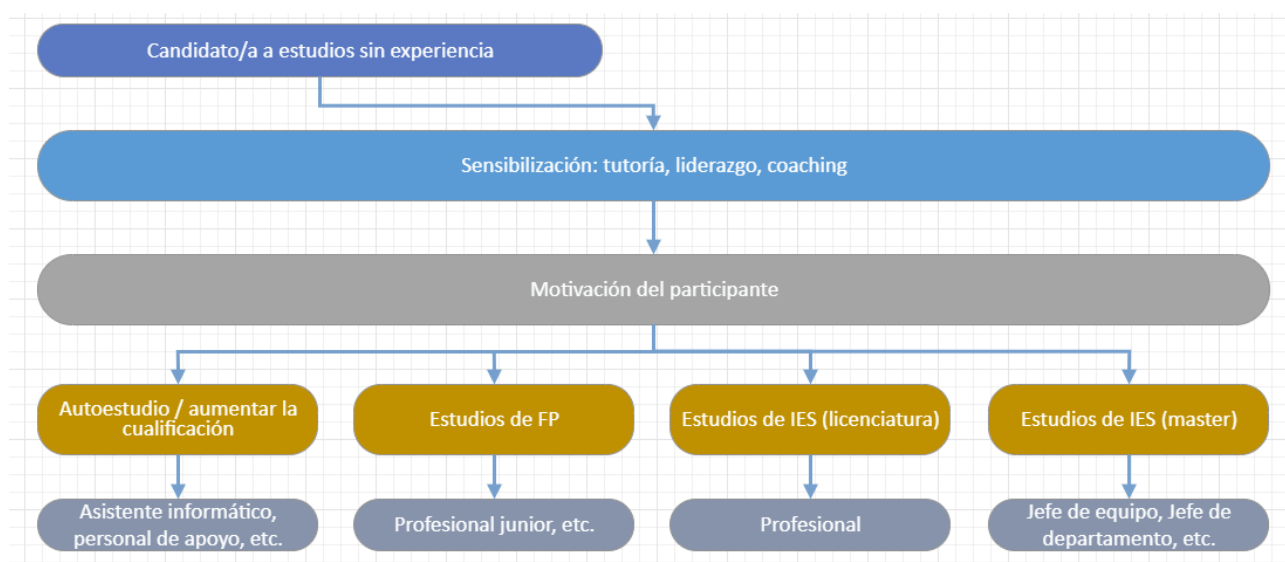 Candidato/a a estudios sin experiencia
Sensibilización: tutoría, liderazgo, coaching
Motivación del participante
Autoestudio / aumentar la
cualificación
Estudios de FP
Estudios de IES (licenciatura)
Estudios de IES (master)
Asistente informático,
personal de apoyo, etc.
Profesional junior, etc.
Profesional
Jefe de equipo, Jefe de
departamento, etc.